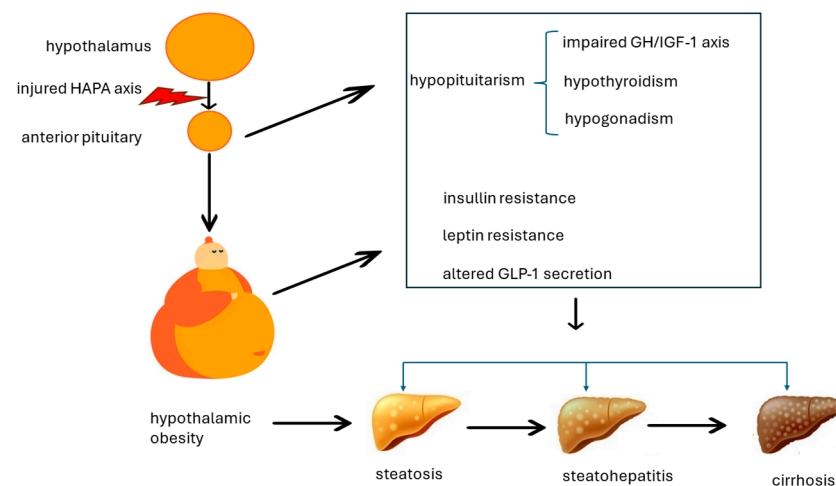 hypothalamus
injured HAPA axis
anterior pituitary
hypopituitarism
impaired GH/IGF-1 axis
hypothyroidism
hypogonadism
insullin resistance
leptin resistance
altered GLP-1 secretion
hypothalamic
obesity
steatosis
steatohepatitis
cirrhosis